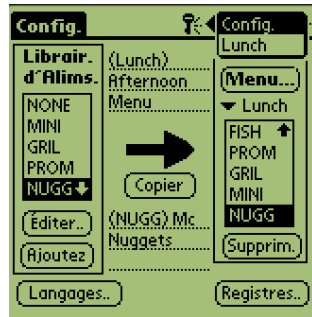 Config.
Config.
Lunch
Librair.
d´Alims.
NONE
MINI
GRIL
PROM
NUGG
Éditer..
Ajoutez
(Lunch)
Afternoon
Menu
Copier
(NUGG) Mc
Nuggets
Menu...
Lunch
FISH
PROM
GRIL
MINI
NUGG
Supprim.
Langages..
Registres..